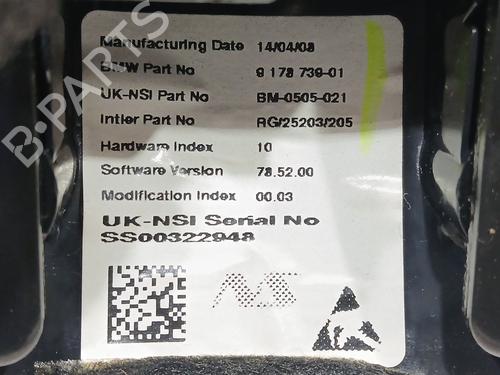 Manufacturing Date 14/04/08
BMW Part No 9 178 739-01
UK-NSI Part No BM-0505-021
Intier Part No RG/25203/205
Hardware Index 10
Software Version 78.52.00
Modification Index 00.03
UK-NSI Serial No
SS00322948
NS
B-PARTS